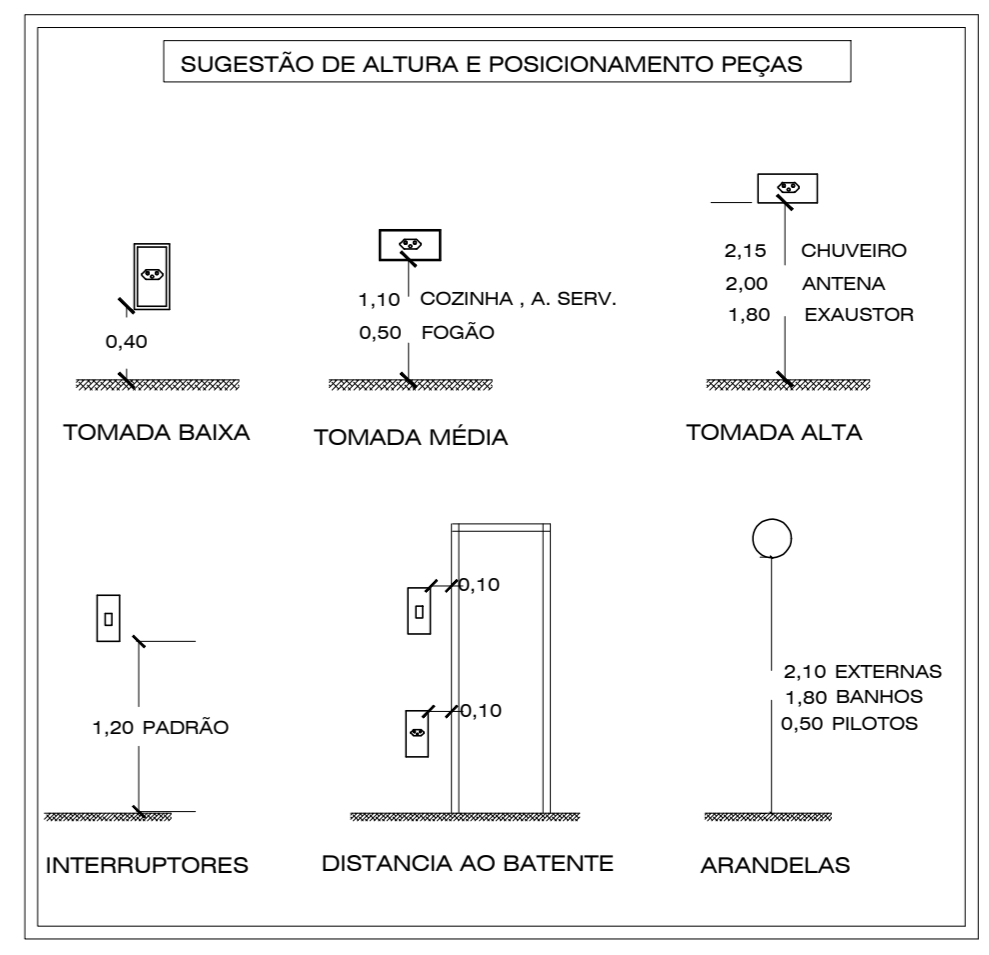 SUGESTÃO DE ALTURA E POSICIONAMENTO PEÇAS
0,40
TOMADA BAIXA
1,10 COZINHA , A. SERV.
0,50 FOGÃO
TOMADA MÉDIA
2,15 CHUVEIRO
2,00 ANTENA
1,80 EXAUSTOR
TOMADA ALTA
1,20 PADRÃO
INTERRUPTORES
0,10
0,10
DISTANCIA AO BATENTE
2,10 EXTERNAS
1,80 BANHOS
0,50 PILOTOS
ARANDELAS